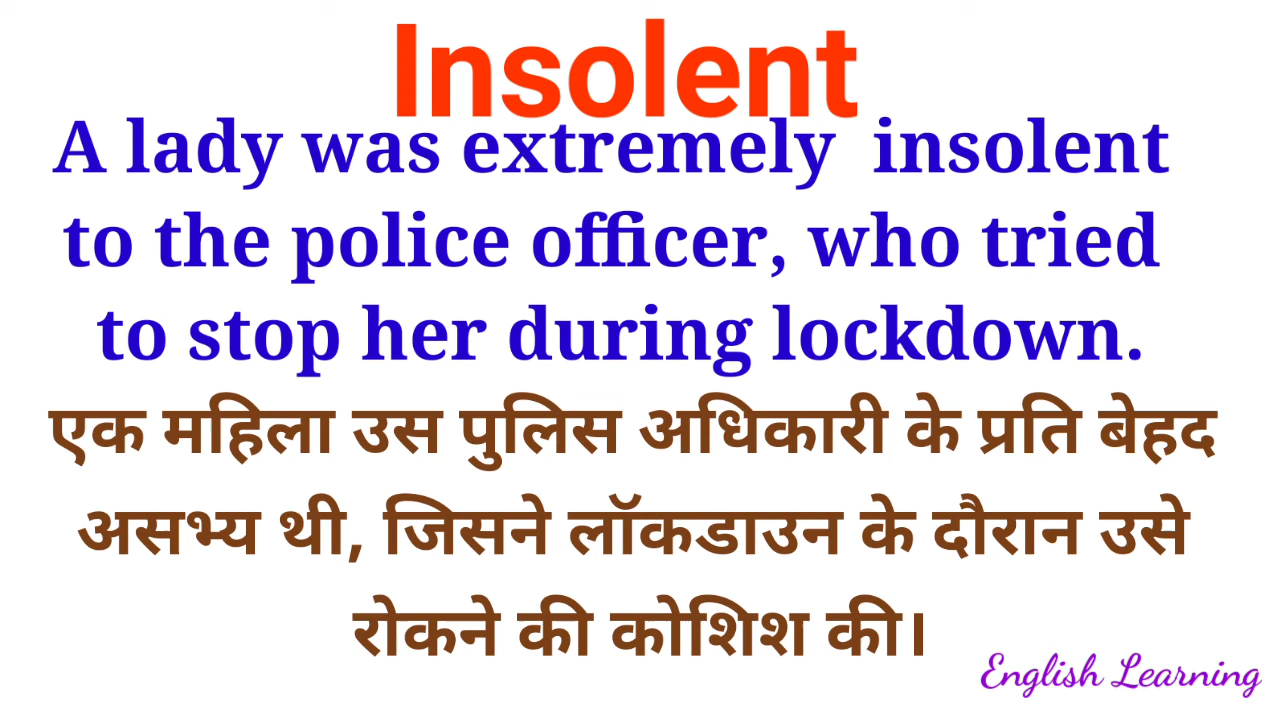 Insolent
A lady was extremely insolent
to the police officer, who tried
to stop her during lockdown.
एक महिला उस पुलिस अधिकारी के प्रति बेहद
असभ्य थी, जिसने लॉकडाउन के दौरान उसे
रोकने की कोशिश की।
English Learning